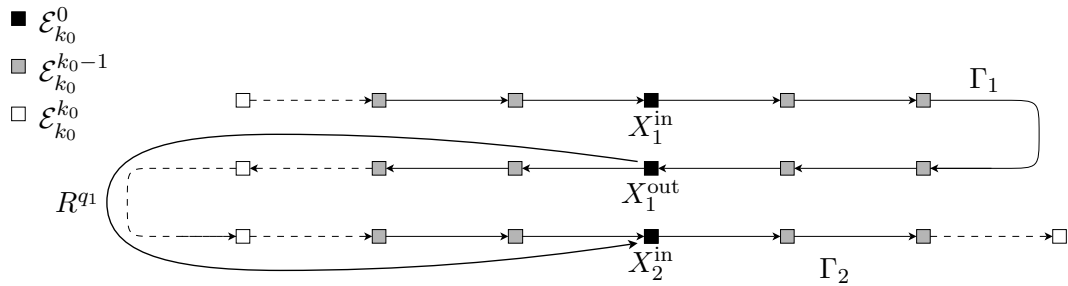 $\mathcal{E}_{k_0}^{0}$
$\mathcal{E}_{k_0}^{k_0-1}$
$\mathcal{E}_{k_0}^{k_0}$
$\Gamma_1$
$X_1^{\text{in}}$
$X_1^{\text{out}}$
$R^{q_1}$
$X_2^{\text{in}}$
$\Gamma_2$